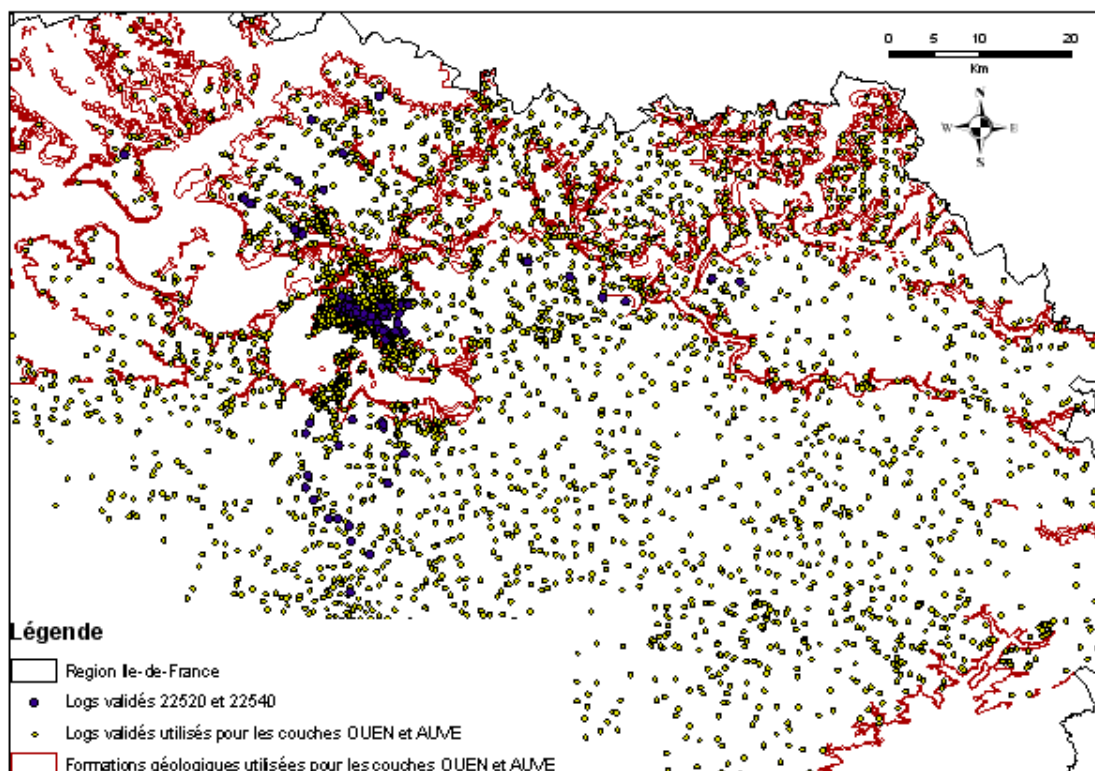 0 5 10 20
Km
N
W E
S
Légende
Region Ile-de-France
Logs validés 22520 et 22540
Logs validés utilisés pour les couches OUEN et AUVE
Formations géologiques utilisées pour les couches OUEN et AUVE